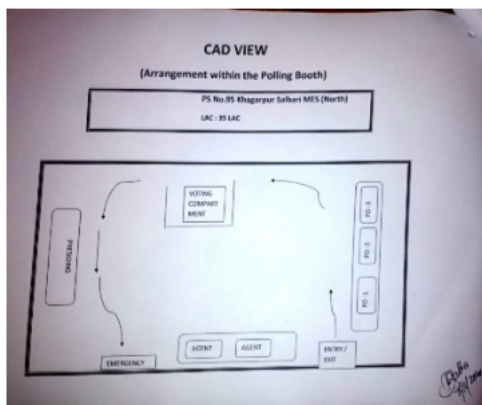 CAD VIEW
(Arrangement within the Polling Booth)
PS No.95 Khagarpur Salbari MES (North)
LAC : 35 LAC
VOTING
COMPART
MENT
PRESIDING
PO-3
PO-2
PO-1
AGENT
AGENT
EMERGENCY
ENTRY /
EXIT